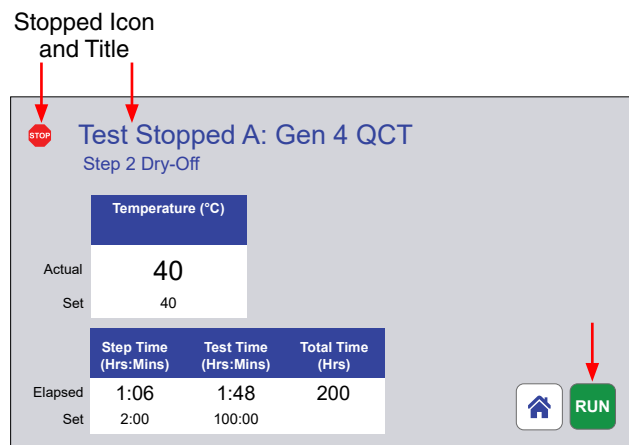 Stopped Icon
and Title
STOP
Test Stopped A: Gen 4 QCT
Step 2 Dry-Off
Temperature (°C)
Actual 40
Set 40
Step Time Test Time Total Time
(Hrs:Mins) (Hrs:Mins) (Hrs)
Elapsed 1:06 1:48 200
Set 2:00 100:00
RUN